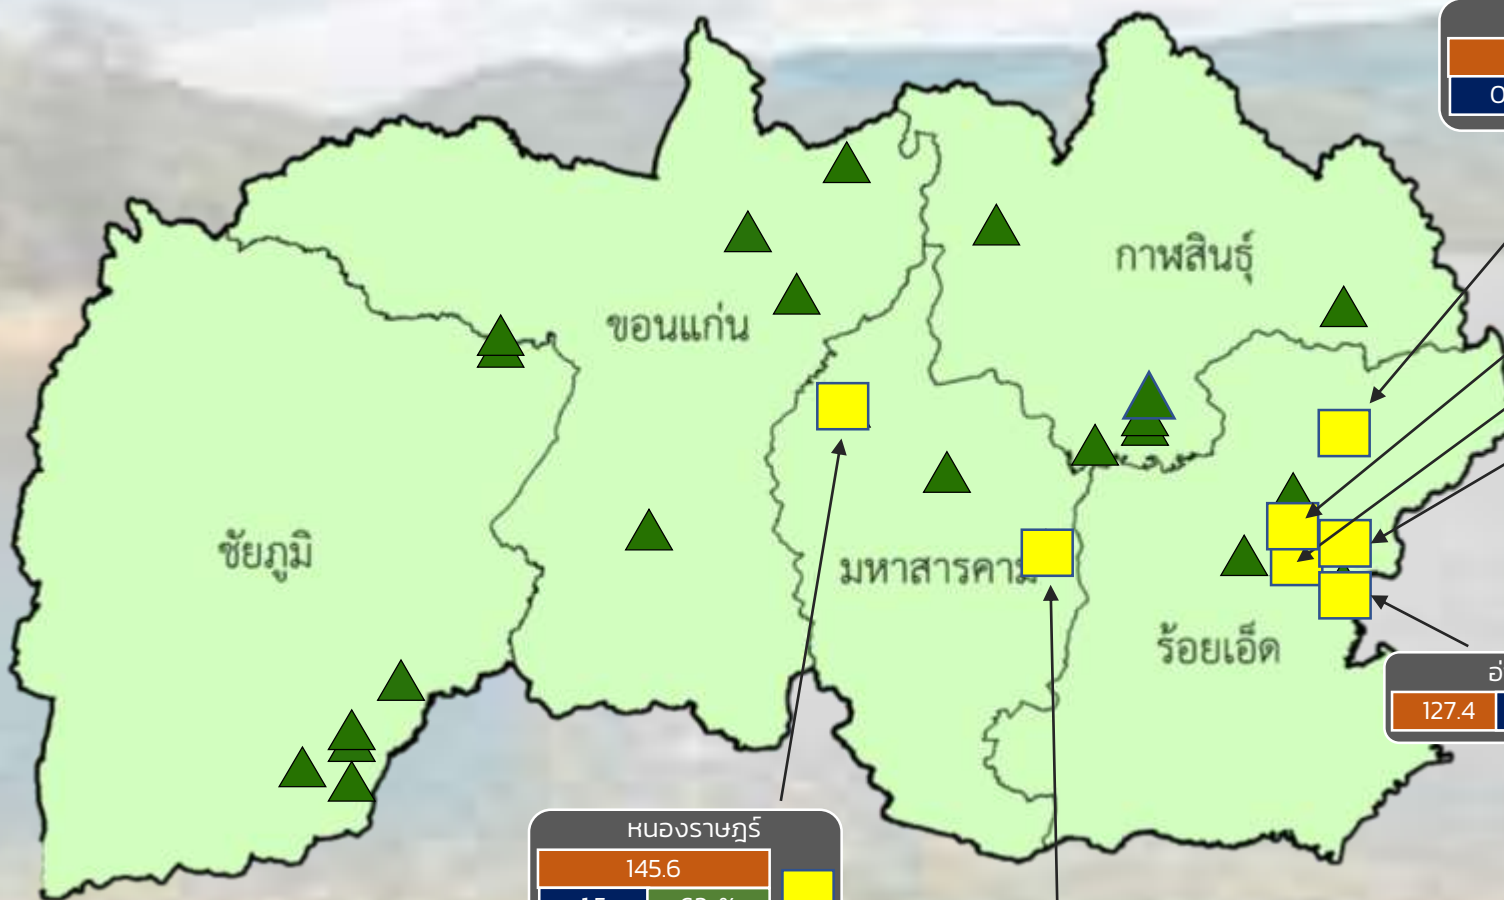 กาฬสินธุ์
ขอนแก่น
ชัยภูมิ
มหาสารคาม
ร้อยเอ็ด
127.4
หนองราษฎร์
145.6